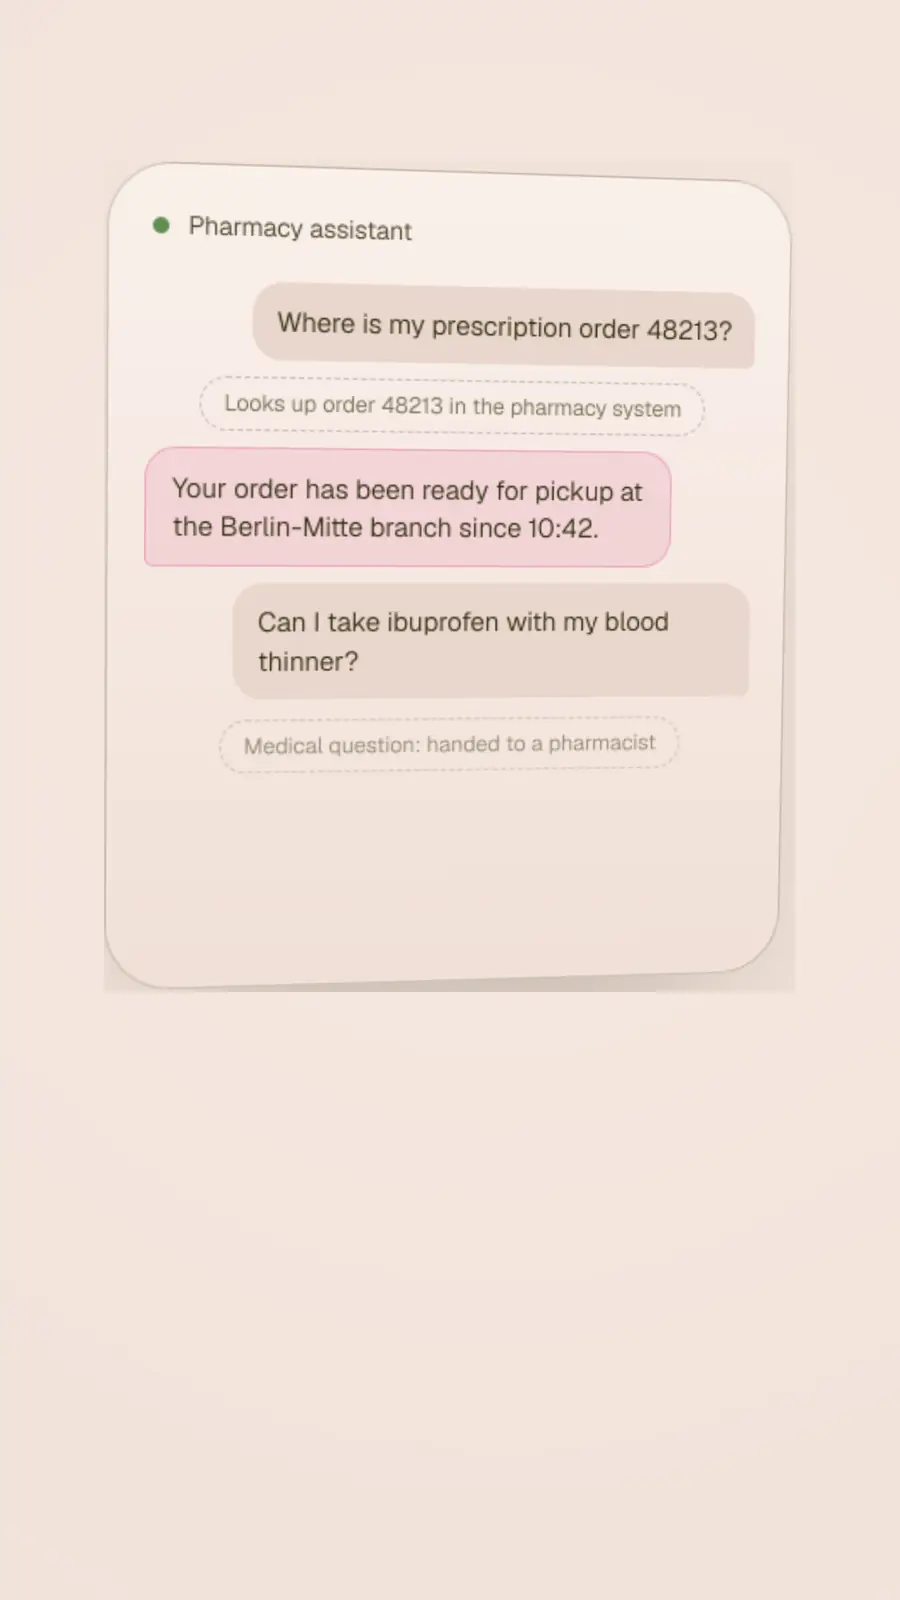 Pharmacy assistant
Where is my prescription order 48213?
Looks up order 48213 in the pharmacy system
Your order has been ready for pickup at
the Berlin-Mitte branch since 10:42.
Can I take ibuprofen with my blood
thinner?
Medical question: handed to a pharmacist